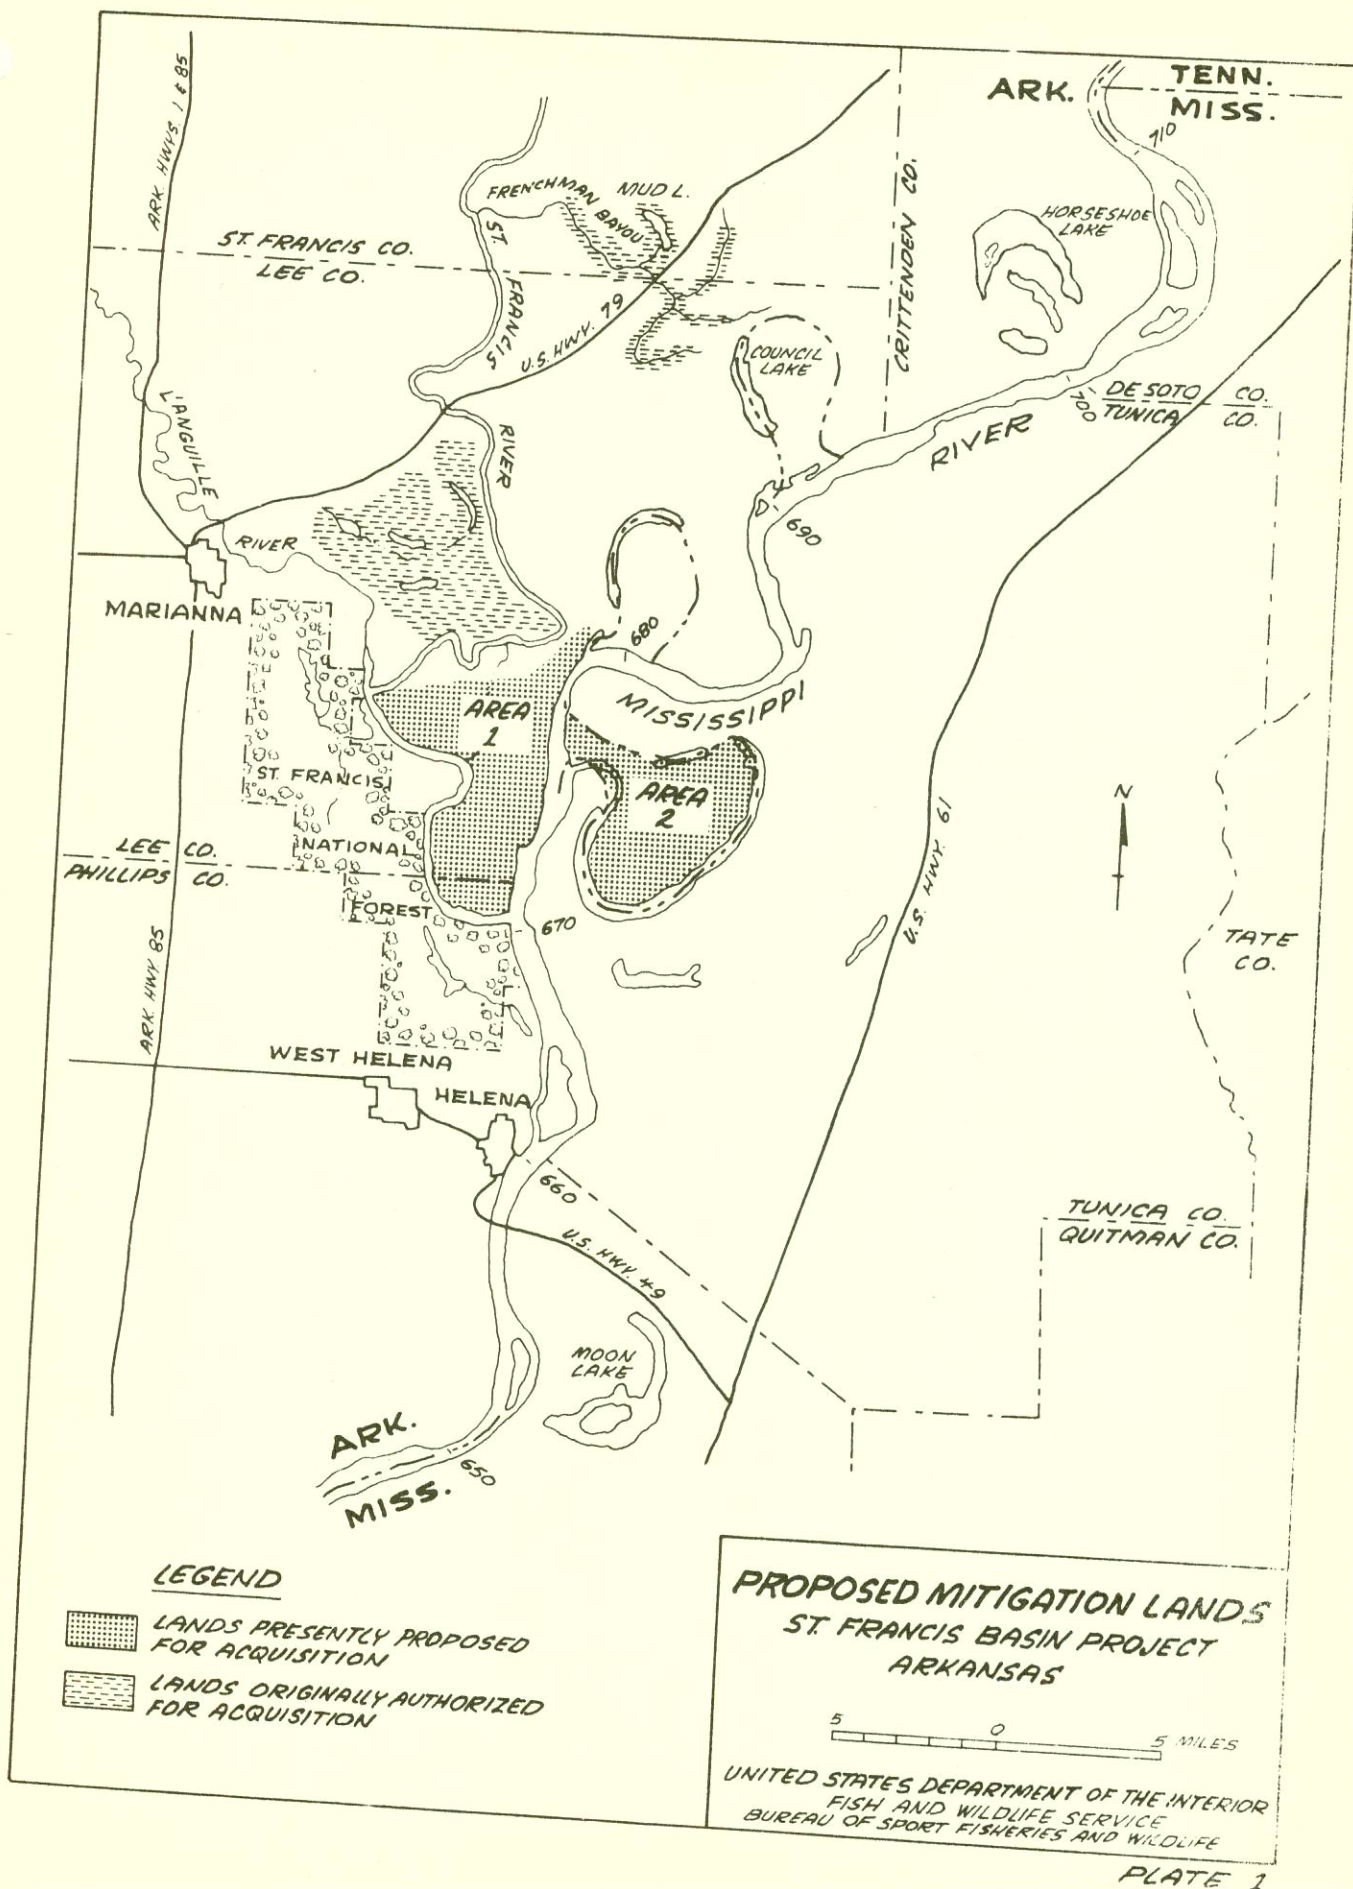 ARK. TENN.
MISS.
710
ARK. HWYS. 1 & 85
FRENCHMAN BAYOU
MUD L.
CRITTENDEN CO.
HORSESHOE
LAKE
ST. FRANCIS CO.
LEE CO.
ST. FRANCIS RIVER
U.S. HWY. 79
COUNCIL
LAKE
700
DE SOTO CO.
TUNICA CO.
L'ANGUILLE RIVER
MISSISSIPPI RIVER
690
MARIANNA
680
AREA
1
AREA
2
ST. FRANCIS
NATIONAL
FOREST
N
U.S. HWY. 61
LEE CO.
PHILLIPS CO.
670
TATE
CO.
ARK. HWY 85
WEST HELENA
HELENA
660
U.S. HWY. 49
TUNICA CO.
QUITMAN CO.
MOON
LAKE
ARK.
MISS.
650
LEGEND
LANDS PRESENTLY PROPOSED
FOR ACQUISITION
LANDS ORIGINALLY AUTHORIZED
FOR ACQUISITION
PROPOSED MITIGATION LANDS
ST. FRANCIS BASIN PROJECT
ARKANSAS
5 0 5 MILES
UNITED STATES DEPARTMENT OF THE INTERIOR
FISH AND WILDLIFE SERVICE
BUREAU OF SPORT FISHERIES AND WILDLIFE
PLATE 1